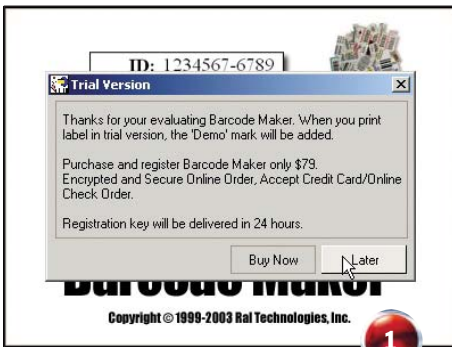 ID: 1234567-6789
Trial Version
Thanks for your evaluating Barcode Maker. When you print
label in trial version, the 'Demo' mark will be added.
Purchase and register Barcode Maker only $79.
Encrypted and Secure Online Order, Accept Credit Card/Online
Check Order.
Registration key will be delivered in 24 hours.
Buy Now
Later
Barcode Maker
Copyright © 1999-2003 Ral Technologies, Inc.
1